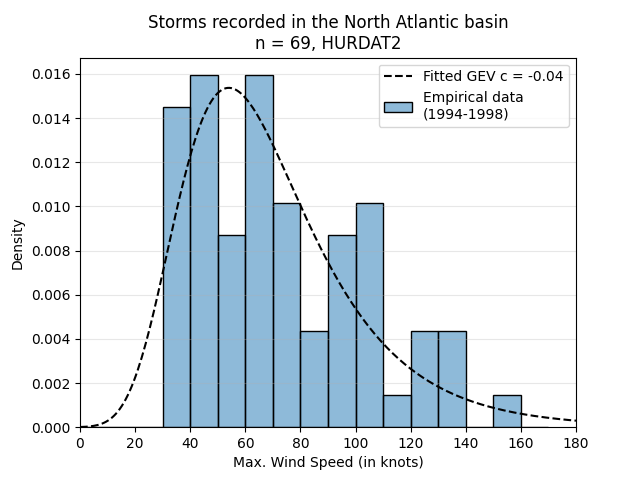 Storms recorded in the North Atlantic basin
n = 69, HURDAT2
Fitted GEV c = -0.04
Empirical data
(1994-1998)
0.016
0.014
0.012
0.010
0.008
0.006
0.004
0.002
0.000
Density
0 20 40 60 80 100 120 140 160 180
Max. Wind Speed (in knots)